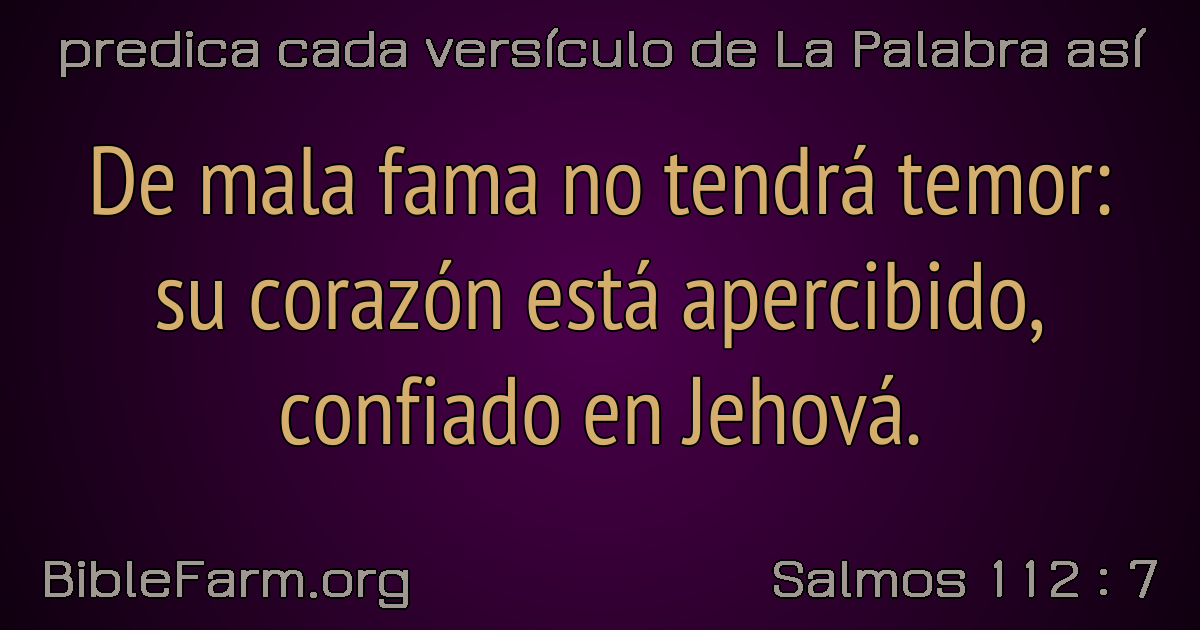 predica cada versículo de La Palabra así
De mala fama no tendrá temor:
su corazón está apercibido,
confiado en Jehová.
BibleFarm.org
Salmos 112 : 7